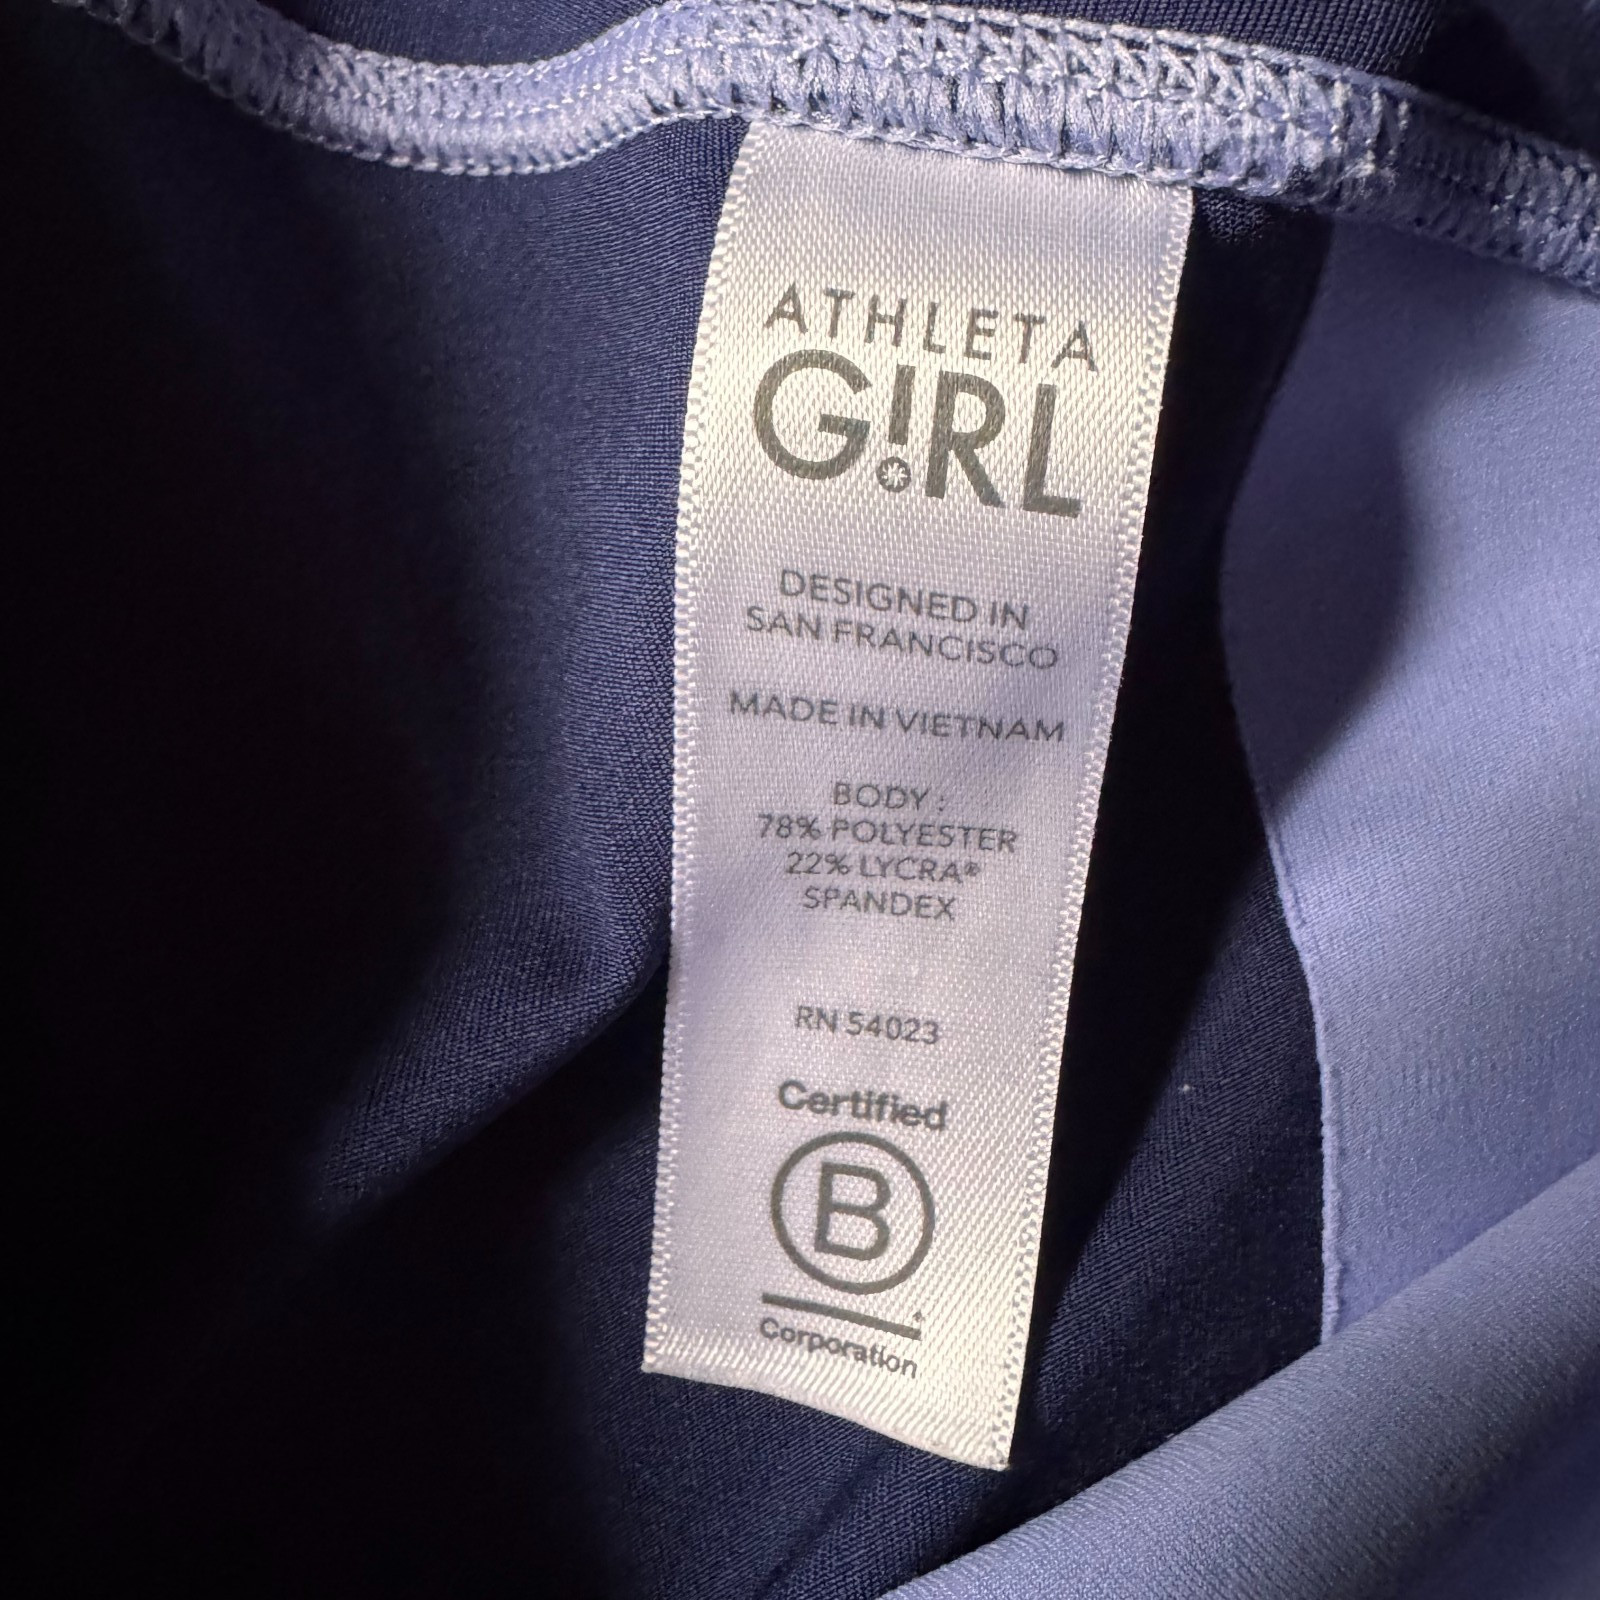 ATHLETA
G!RL
DESIGNED IN
SAN FRANCISCO
MADE IN VIETNAM
BODY :
78% POLYESTER
22% LYCRA®
SPANDEX
RN 54023
Certified
B
Corporation